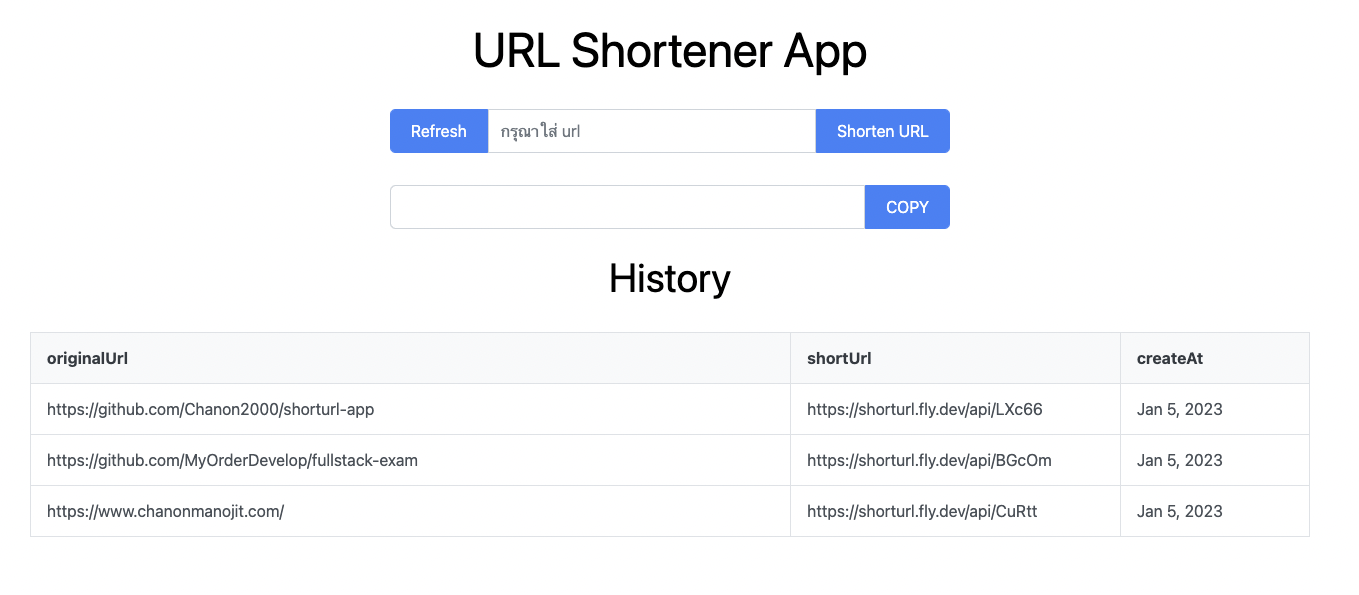 URL Shortener App
Refresh กรุณาใส่ url Shorten URL
COPY
History
originalUrl shortUrl createAt
https://github.com/Chanon2000/shorturl-app https://shorturl.fly.dev/api/LXc66 Jan 5, 2023
https://github.com/MyOrderDevelop/fullstack-exam https://shorturl.fly.dev/api/BGcOm Jan 5, 2023
https://www.chanonmanojit.com/ https://shorturl.fly.dev/api/CuRtt Jan 5, 2023